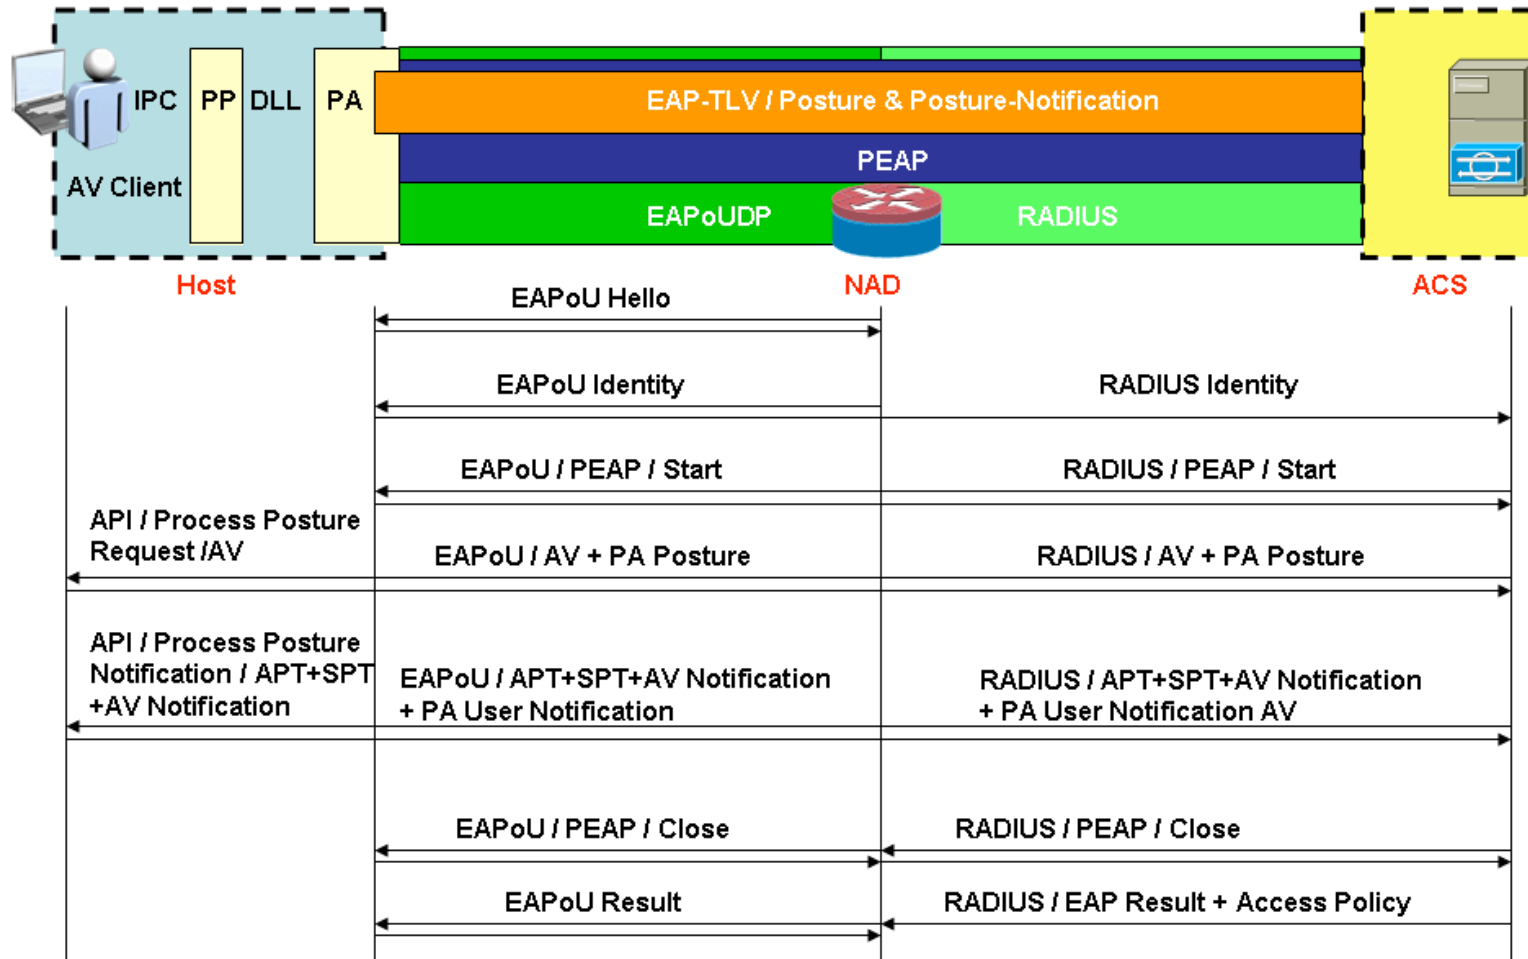 IPC PP DLL PA
EAP-TLV / Posture & Posture-Notification
PEAP
AV Client
EAPoUDP
RADIUS
Host
NAD
ACS
EAPoU Hello
EAPoU Identity
RADIUS Identity
EAPoU / PEAP / Start
RADIUS / PEAP / Start
API / Process Posture
Request /AV
EAPoU / AV + PA Posture
RADIUS / AV + PA Posture
API / Process Posture
Notification / APT+SPT
+AV Notification
EAPoU / APT+SPT+AV Notification
+ PA User Notification
RADIUS / APT+SPT+AV Notification
+ PA User Notification AV
EAPoU / PEAP / Close
RADIUS / PEAP / Close
EAPoU Result
RADIUS / EAP Result + Access Policy